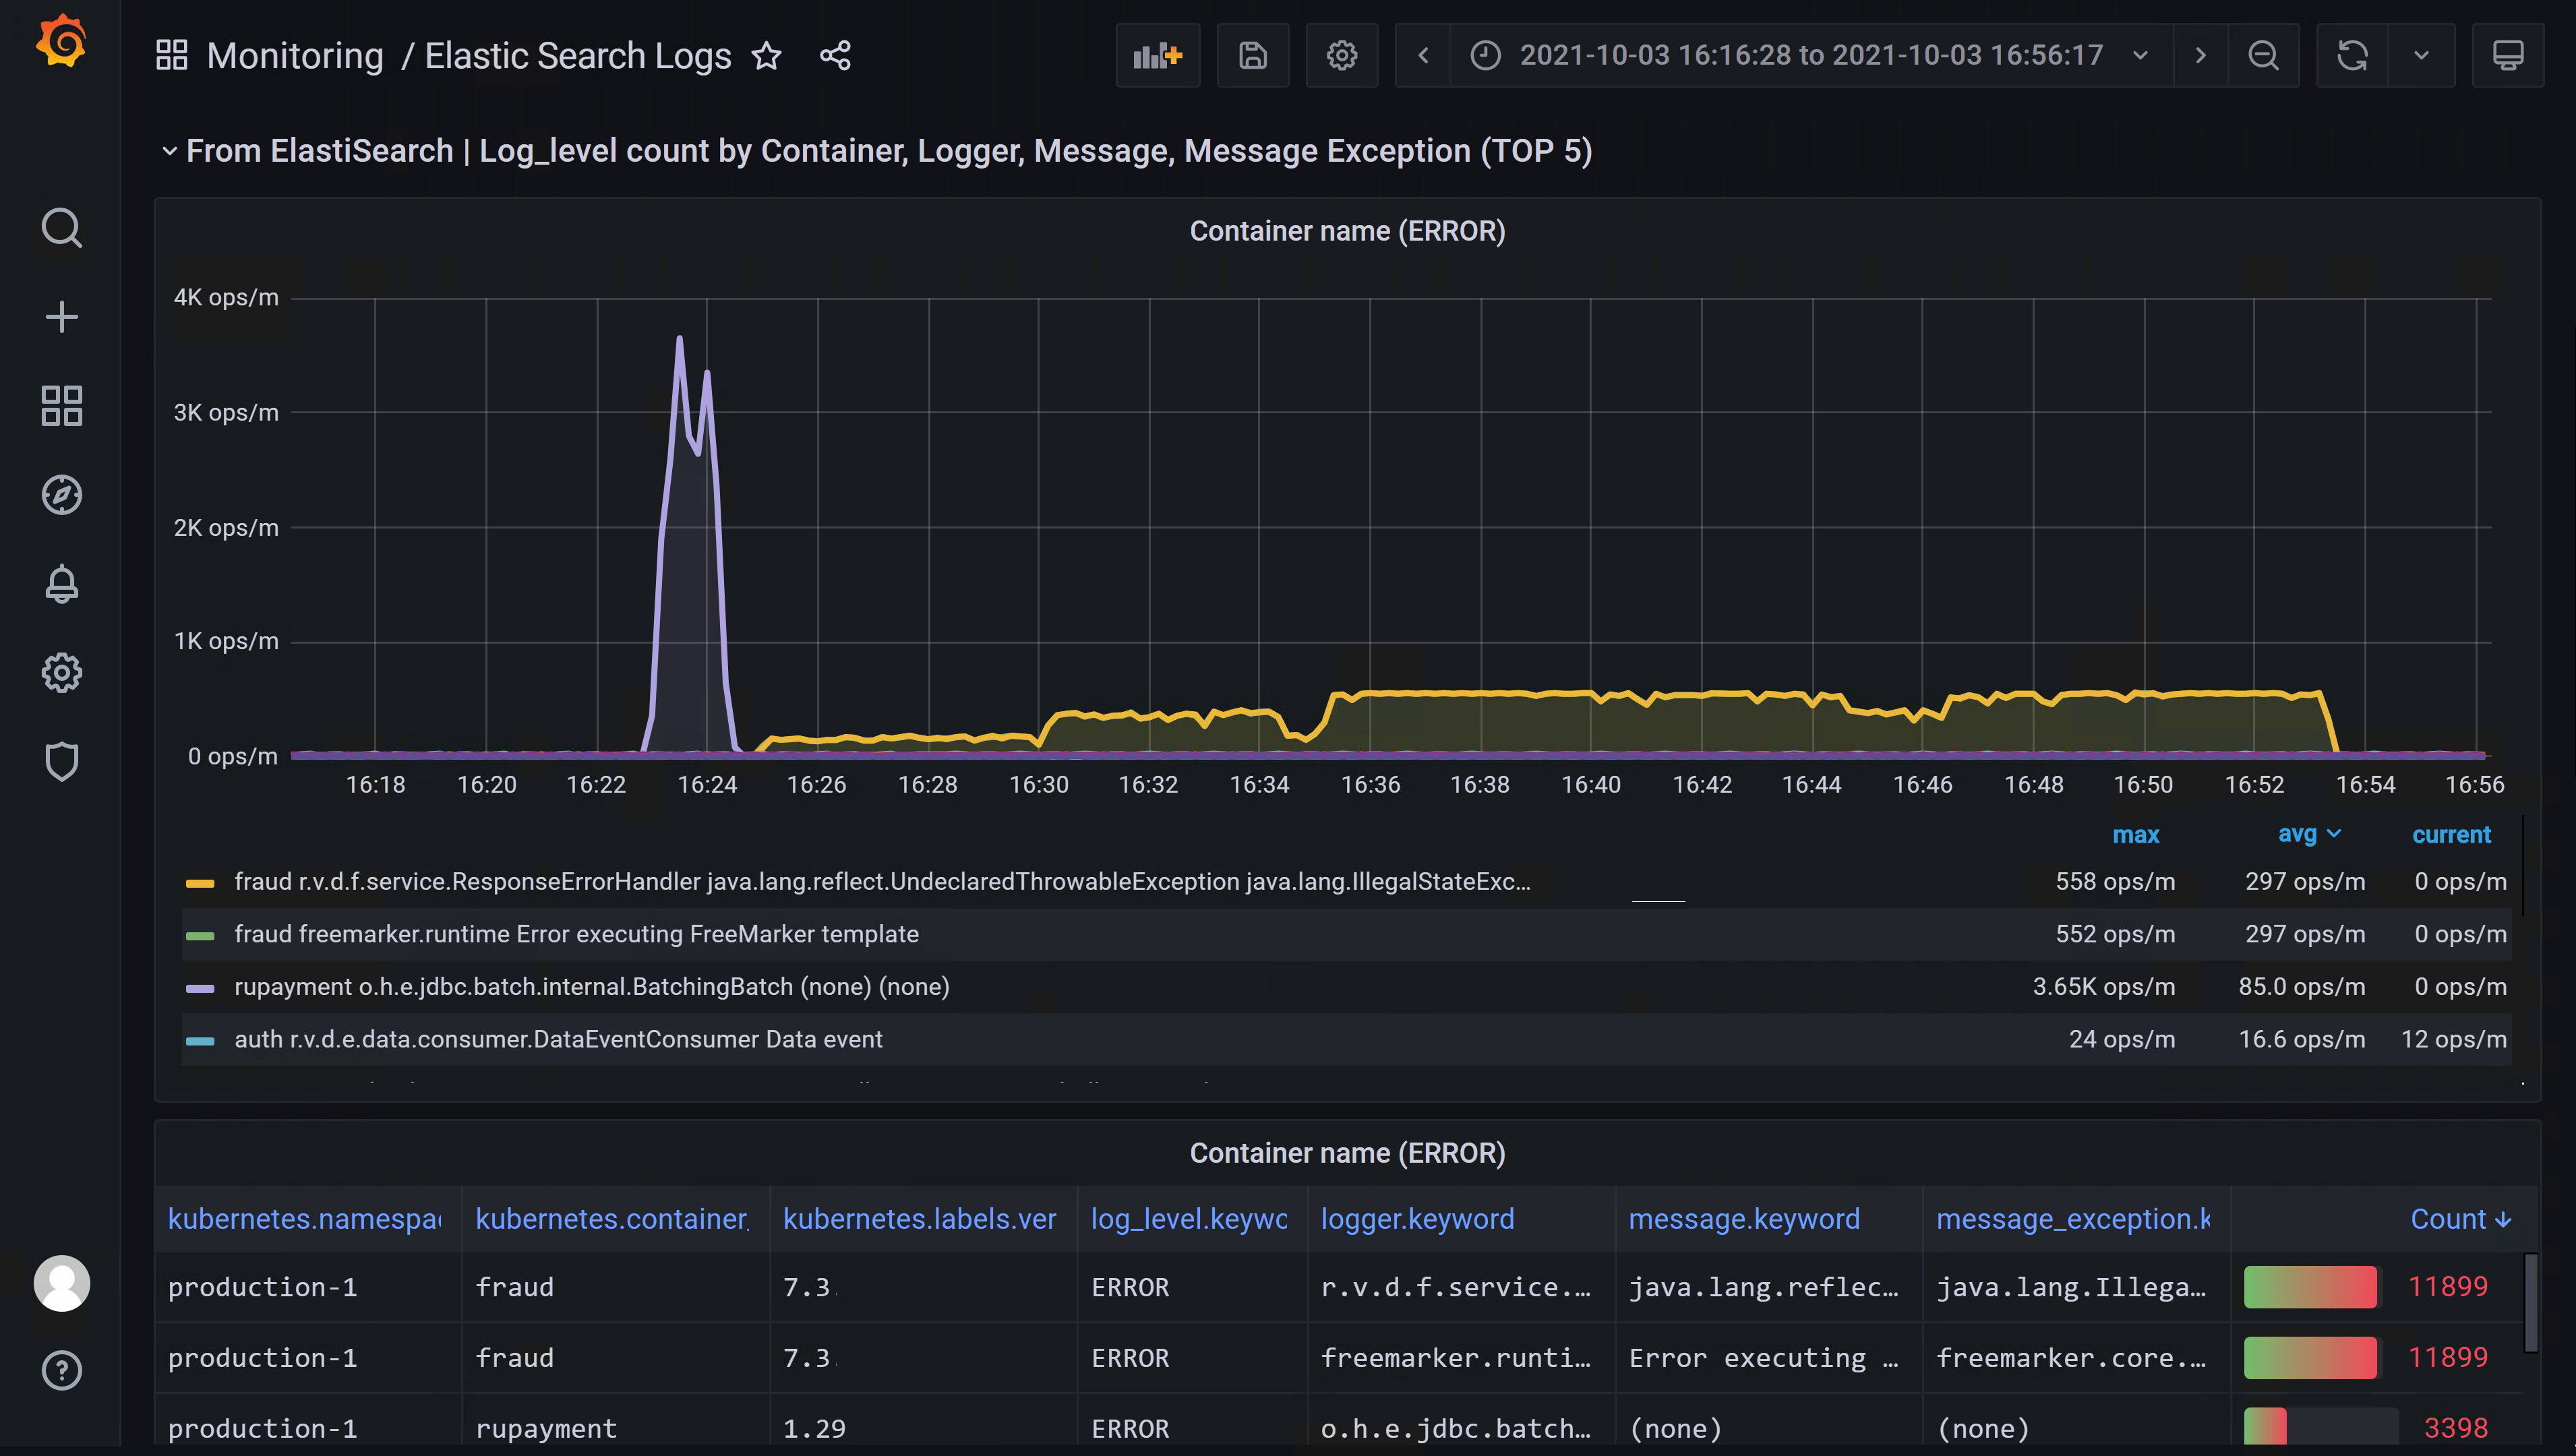 Monitoring / Elastic Search Logs
2021-10-03 16:16:28 to 2021-10-03 16:56:17
From ElastiSearch | Log_level count by Container, Logger, Message, Message Exception (TOP 5)
Container name (ERROR)
4K ops/m
3K ops/m
2K ops/m
1K ops/m
0 ops/m
16:18 16:20 16:22 16:24 16:26 16:28 16:30 16:32 16:34 16:36 16:38 16:40 16:42 16:44 16:46 16:48 16:50 16:52 16:54 16:56
max avg current
fraud r.v.d.f.service.ResponseErrorHandler java.lang.reflect.UndeclaredThrowableException java.lang.IllegalStateExc... 558 ops/m 297 ops/m 0 ops/m
fraud freemarker.runtime Error executing FreeMarker template 552 ops/m 297 ops/m 0 ops/m
rupayment o.h.e.jdbc.batch.internal.BatchingBatch (none) (none) 3.65K ops/m 85.0 ops/m 0 ops/m
auth r.v.d.e.data.consumer.DataEventConsumer Data event 24 ops/m 16.6 ops/m 12 ops/m
Container name (ERROR)
kubernetes.namespa kubernetes.container_ kubernetes.labels.ver log_level.keywo logger.keyword message.keyword message_exception.k Count
production-1 fraud 7.3. ERROR r.v.d.f.service.… java.lang.reflec… java.lang.Illega… 11899
production-1 fraud 7.3. ERROR freemarker.runti… Error executing … freemarker.core.… 11899
production-1 rupayment 1.29 ERROR o.h.e.jdbc.batch… (none) (none) 3398